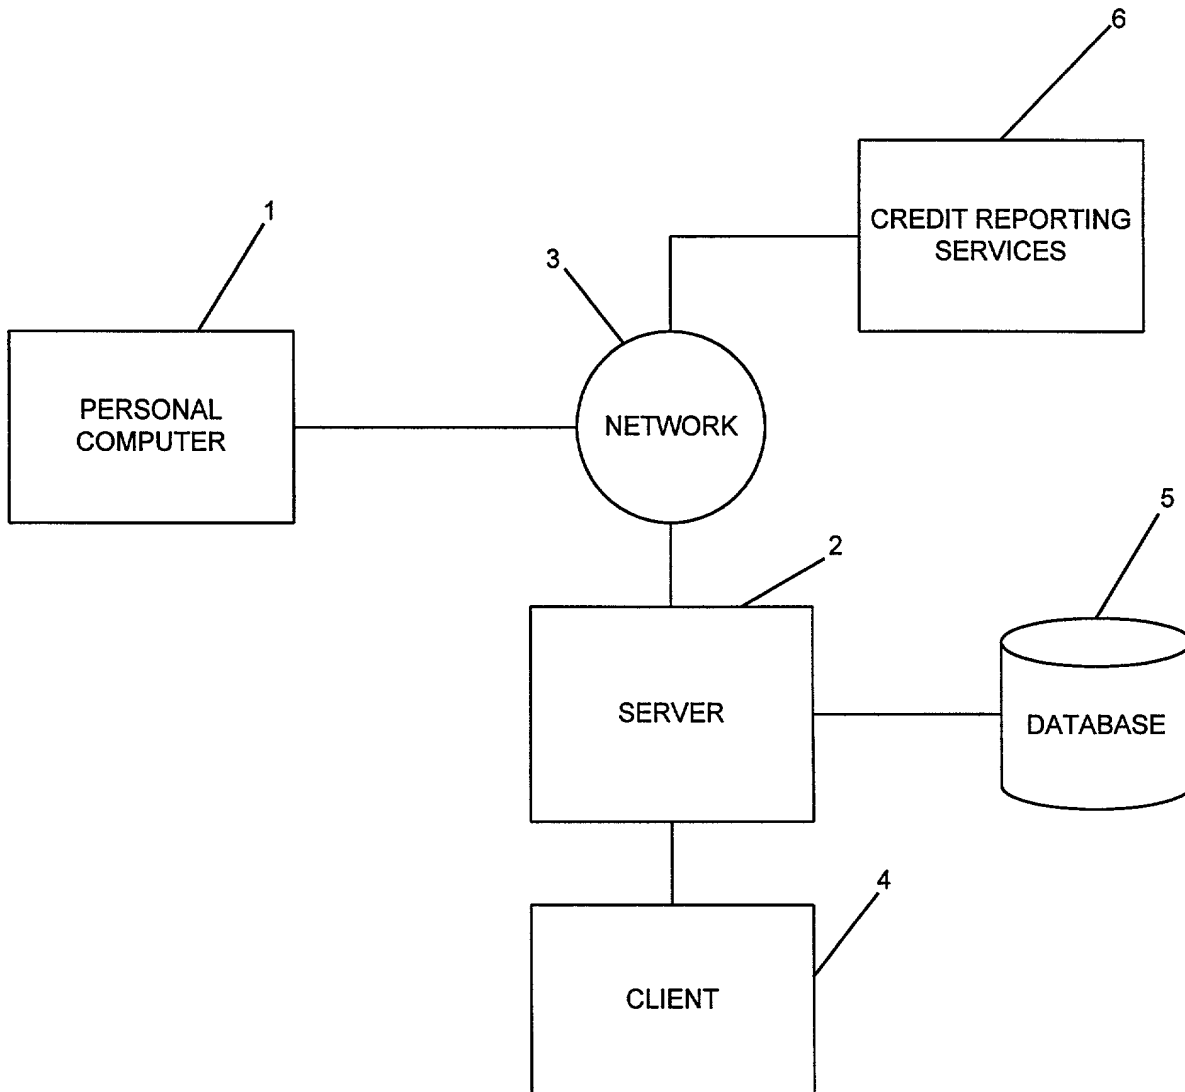 6
CREDIT REPORTING
SERVICES
1
3
PERSONAL
COMPUTER
NETWORK
5
2
SERVER
DATABASE
4
CLIENT